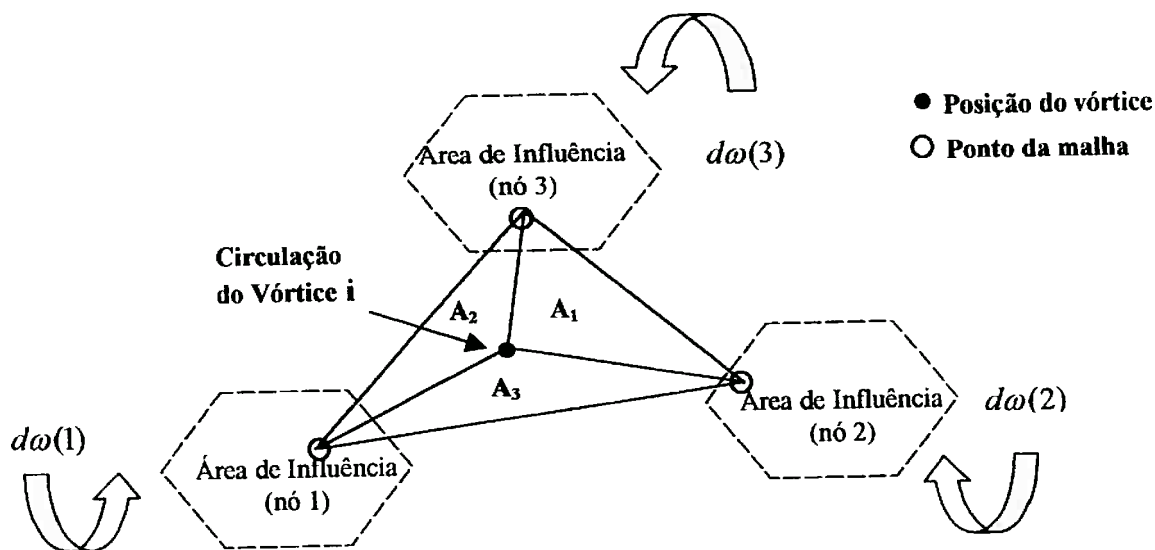 ● Posição do vórtice
O Ponto da malha
Área de Influência
(nó 3)
dω(3)
Circulação
do Vórtice i
A₂
A₁
A₃
Área de Influência
(nó 2)
dω(2)
dω(1)
Área de Influência
(nó 1)